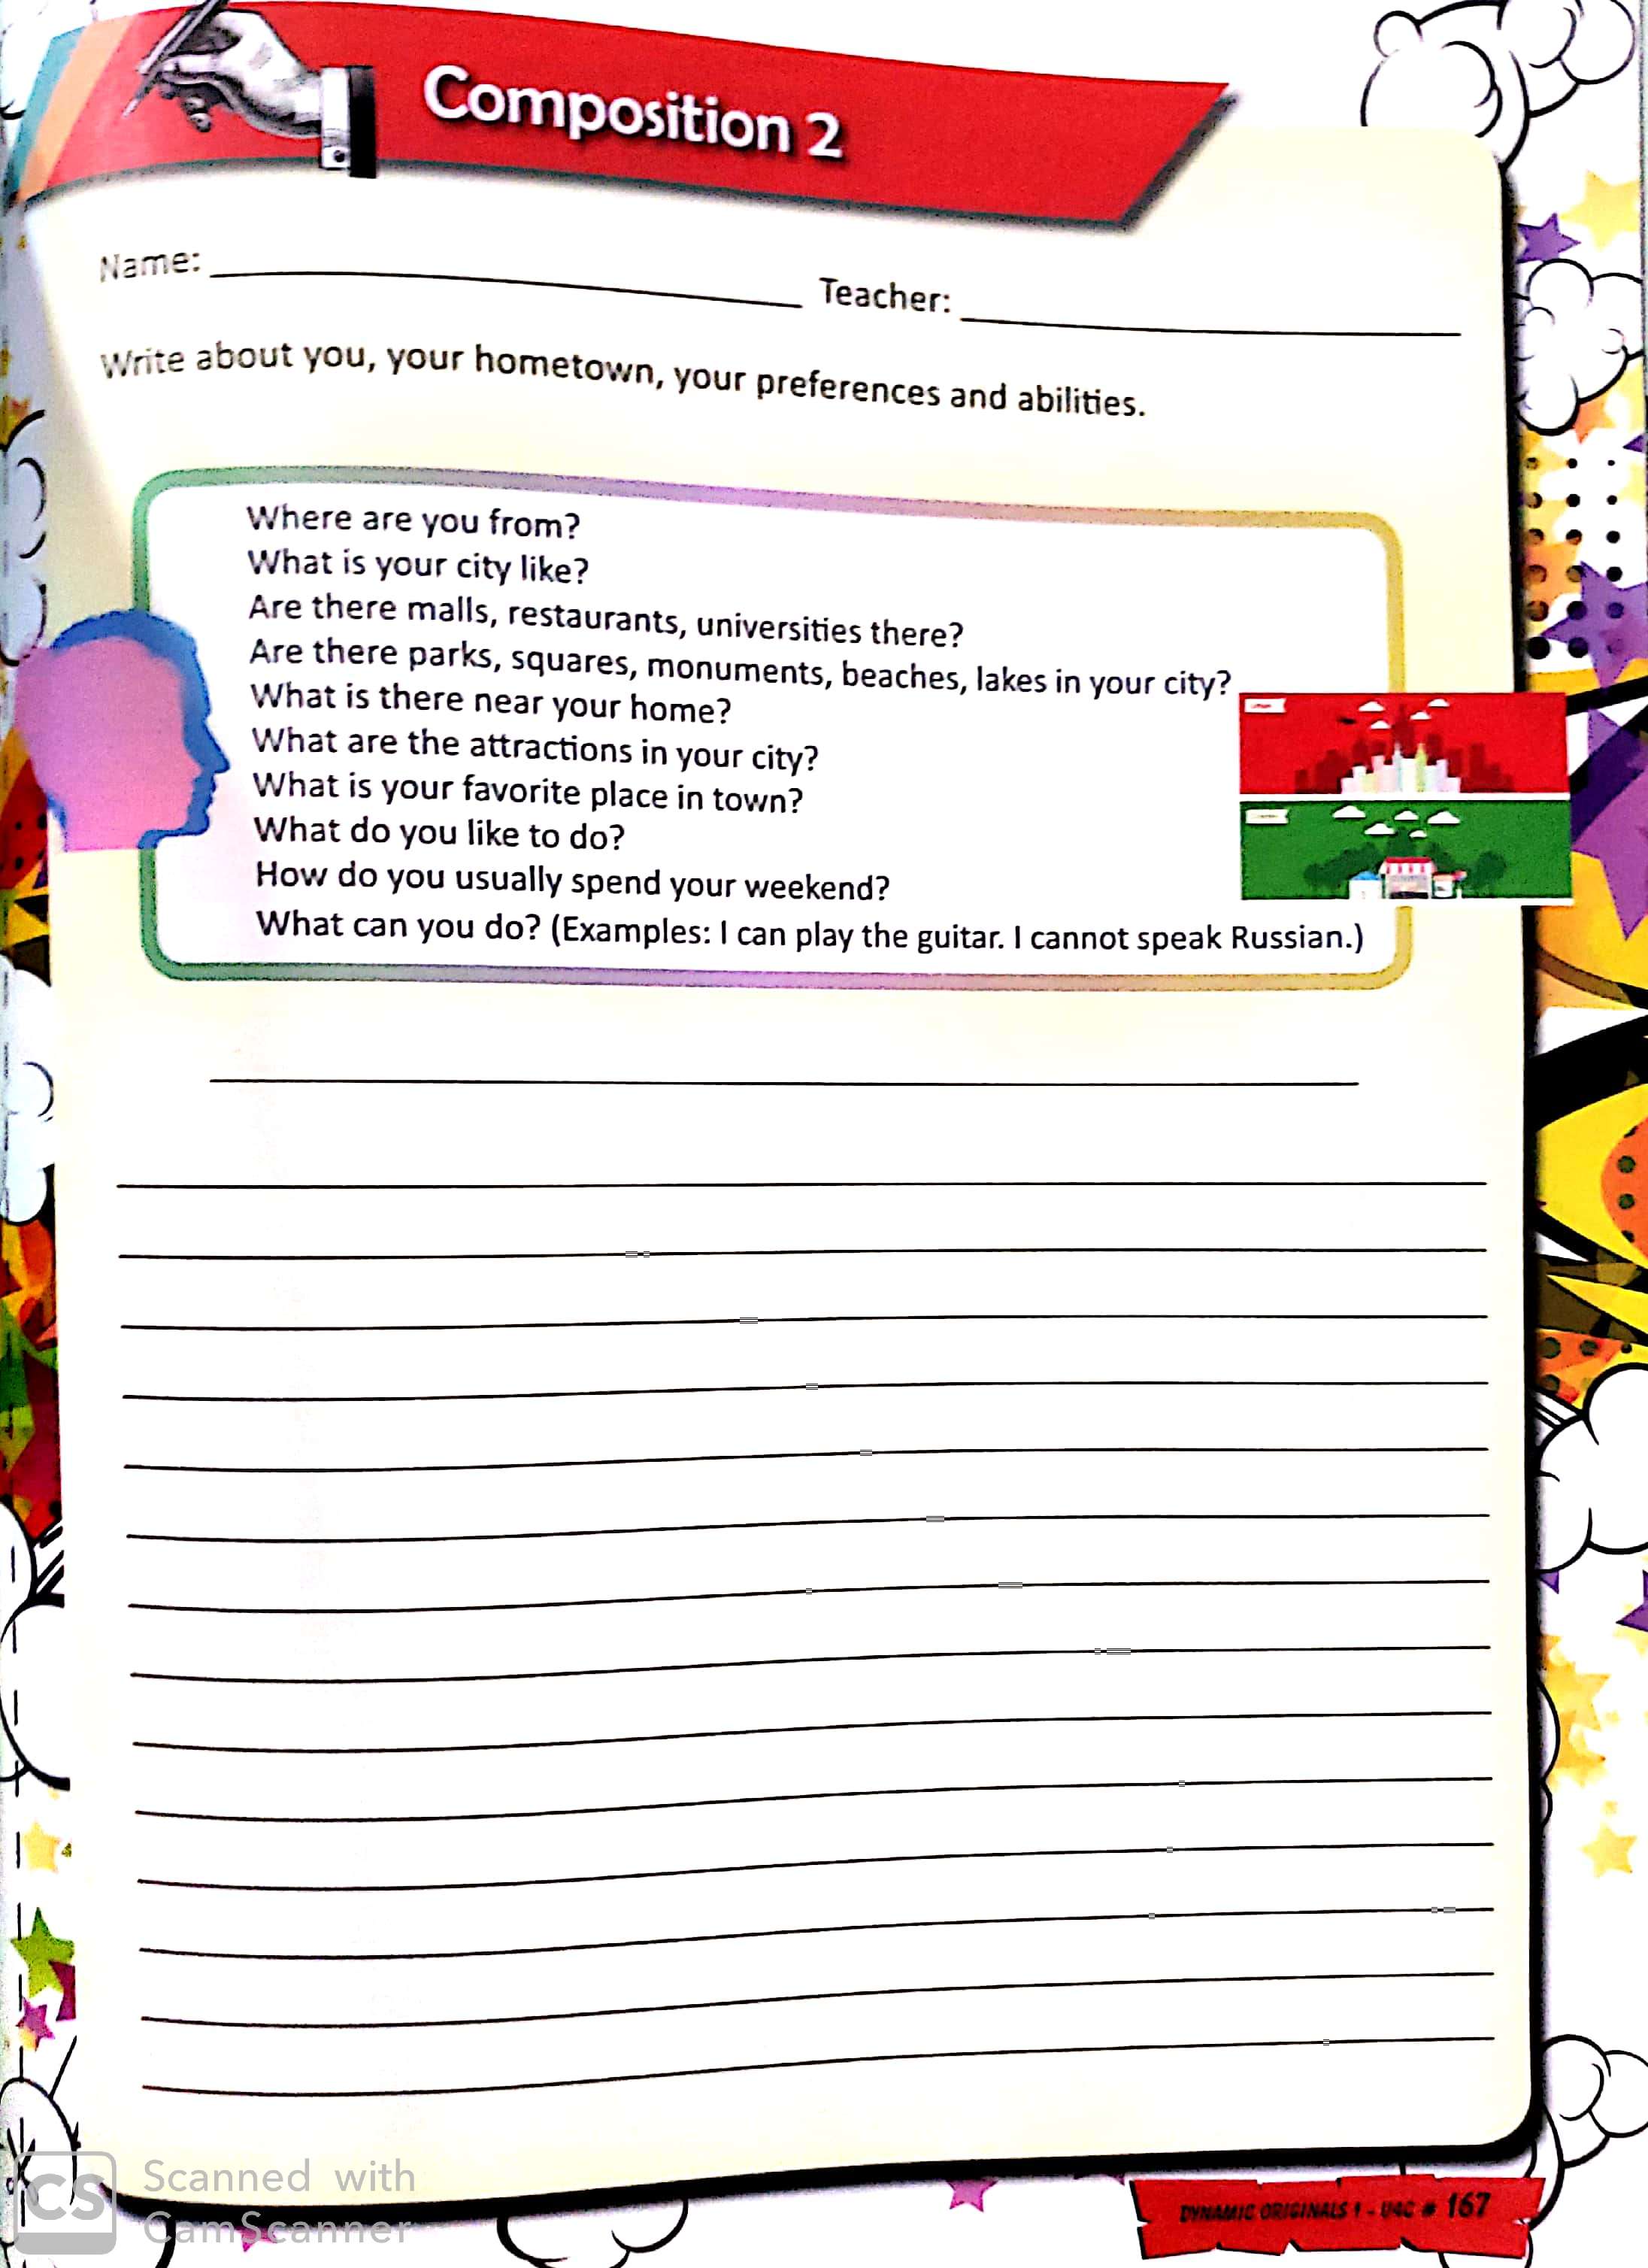 Composition 2
Name:
Teacher:
Write about you, your hometown, your preferences and abilities.
Where are you from?
What is your city like?
Are there malls, restaurants, universities there?
Are there parks, squares, monuments, beaches, lakes in your city?
What is there near your home?
What are the attractions in your city?
What is your favorite place in town?
What do you like to do?
How do you usually spend your weekend?
What can you do? (Examples: I can play the guitar. I cannot speak Russian.)
DYNAMIC ORIGINALS 1 - U4C # 167
CS
Scanned with
CamScanner